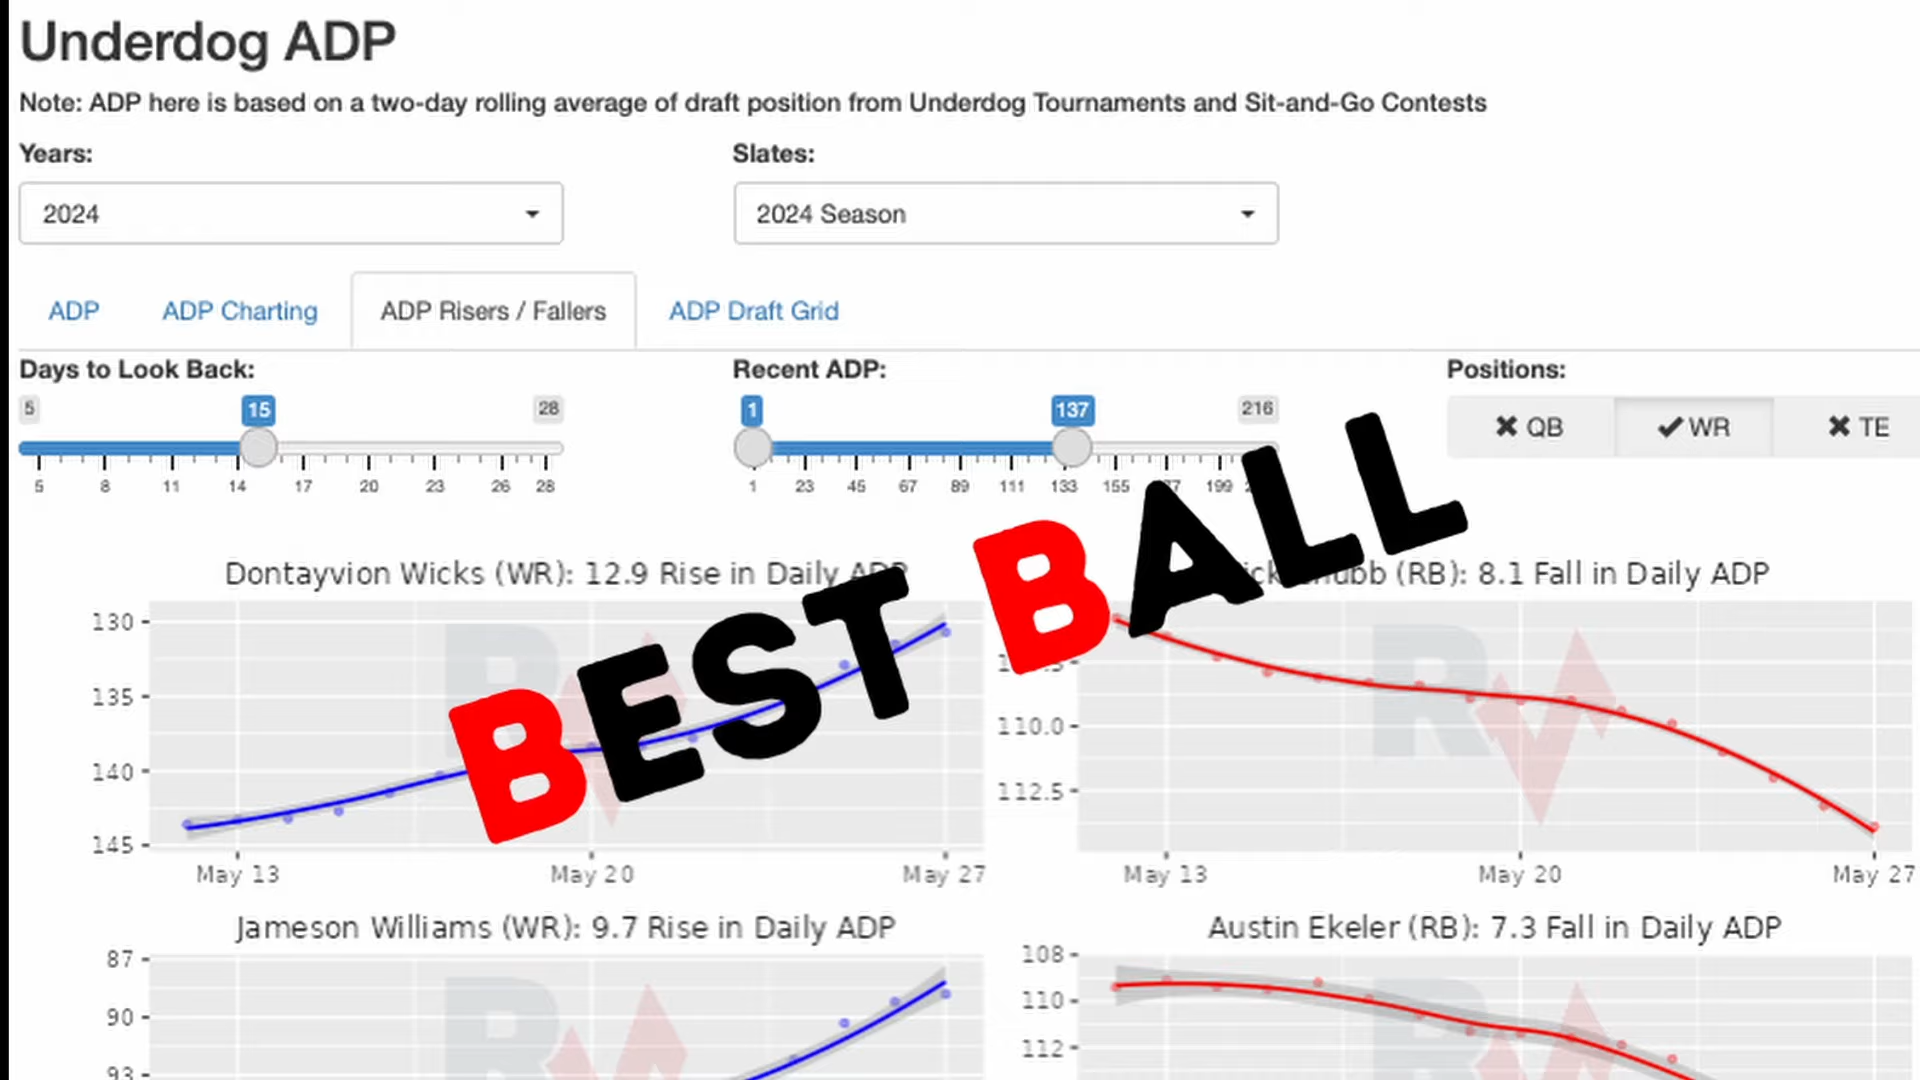 Underdog ADP
Note: ADP here is based on a two-day rolling average of draft position from Underdog Tournaments and Sit-and-Go Contests
Years: Slates:
2024 2024 Season
ADP ADP Charting ADP Risers / Fallers ADP Draft Grid
Days to Look Back: Recent ADP: Positions:
5 15 28 1 137 216
QB WR TE
5 8 11 14 17 20 23 26 28 1 23 45 67 89 111 133 155 199
BEST BALL
Dontayvion Wicks (WR): 12.9 Rise in Daily ADP
(RB): 8.1 Fall in Daily ADP
130
135
140
145
May 13 May 20 May 27
110.0
112.5
May 13 May 20 May 27
Jameson Williams (WR): 9.7 Rise in Daily ADP
Austin Ekeler (RB): 7.3 Fall in Daily ADP
87
90
93
108
110
112